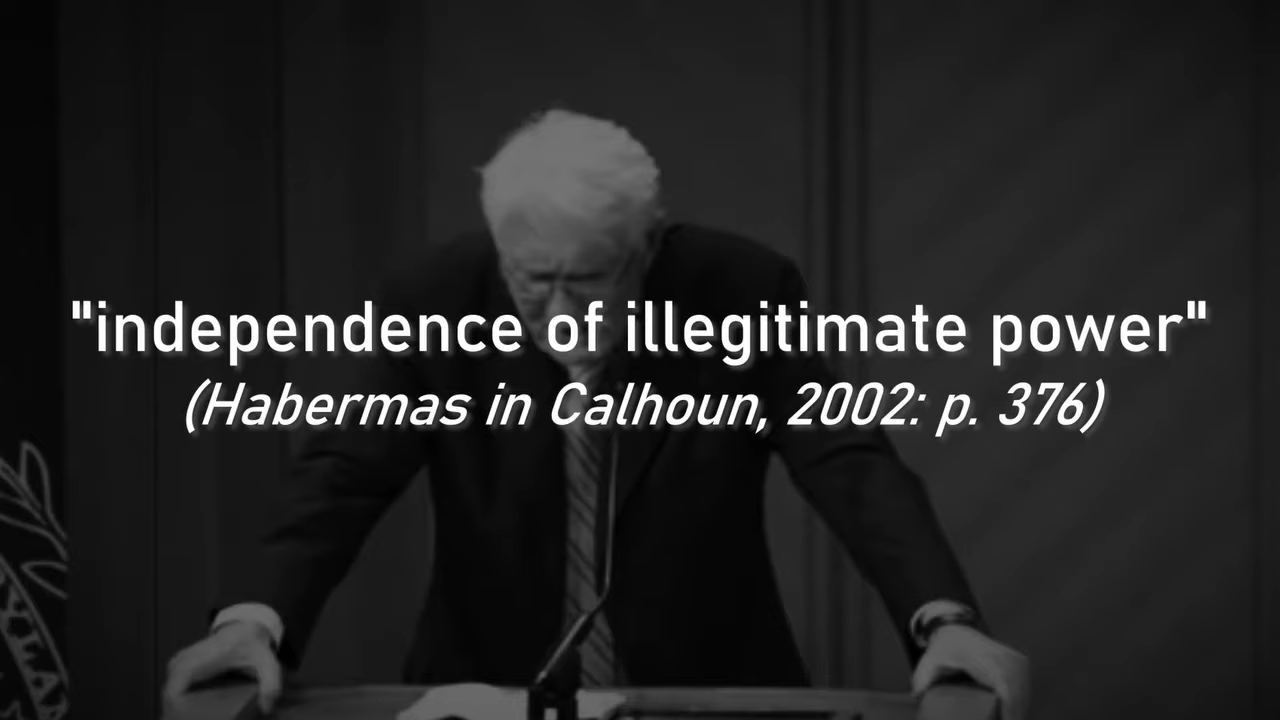 "independence of illegitimate power"
(Habermas in Calhoun, 2002: p. 376)